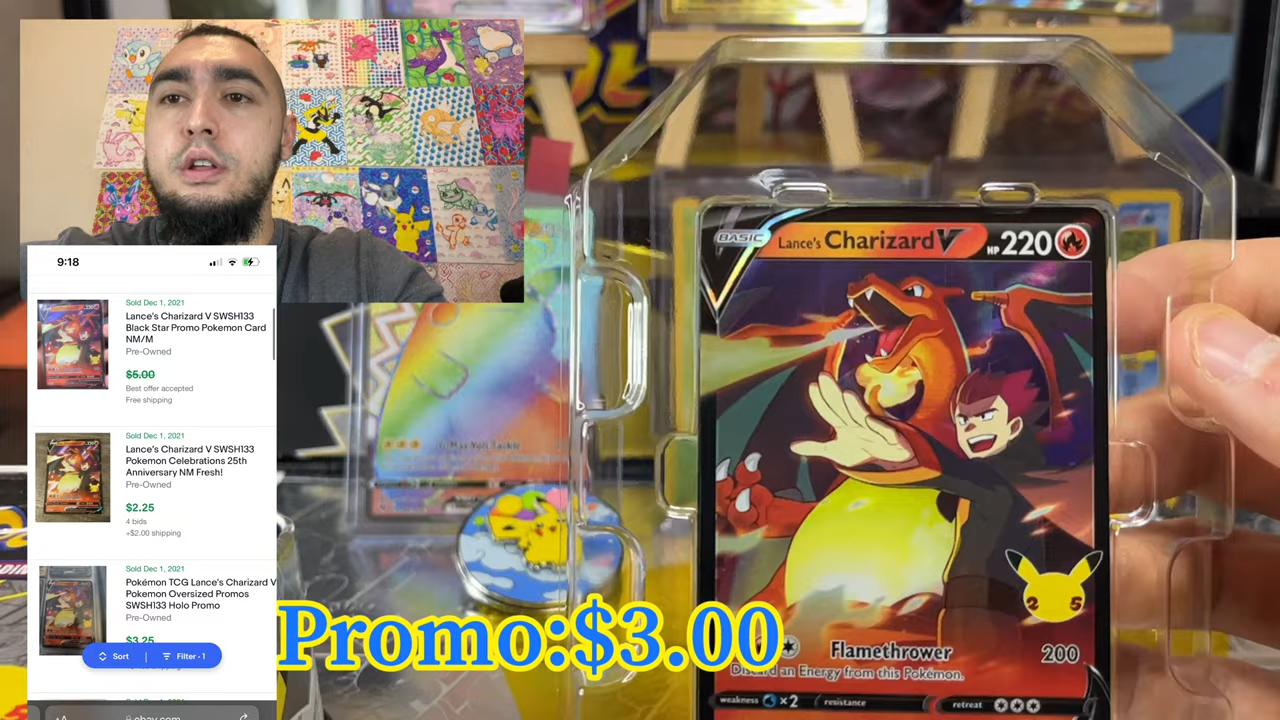 9:18
Sold Dec 1, 2021
Lance's Charizard V SWSH133
Black Star Promo Pokemon Card
NM/M
Pre-Owned
$5.00
Best offer accepted
Free shipping
Sold Dec 1, 2021
Lance's Charizard V SWSH133
Pokemon Celebrations 25th
Anniversary NM Fresh!
Pre-Owned
$2.25
4 bids
+$2.00 shipping
Sold Dec 1, 2021
Pokémon TCG Lance's Charizard V
Pokemon Oversized Promos
SWSH133 Holo Promo
Pre-Owned
$3.25
Sort
Filter · 1
ebay.com
BASIC
Lance's Charizard V HP 220
2 5
Promo:$3.00
Flamethrower 200
Discard an Energy from this Pokémon.
weakness ×2 resistance retreat